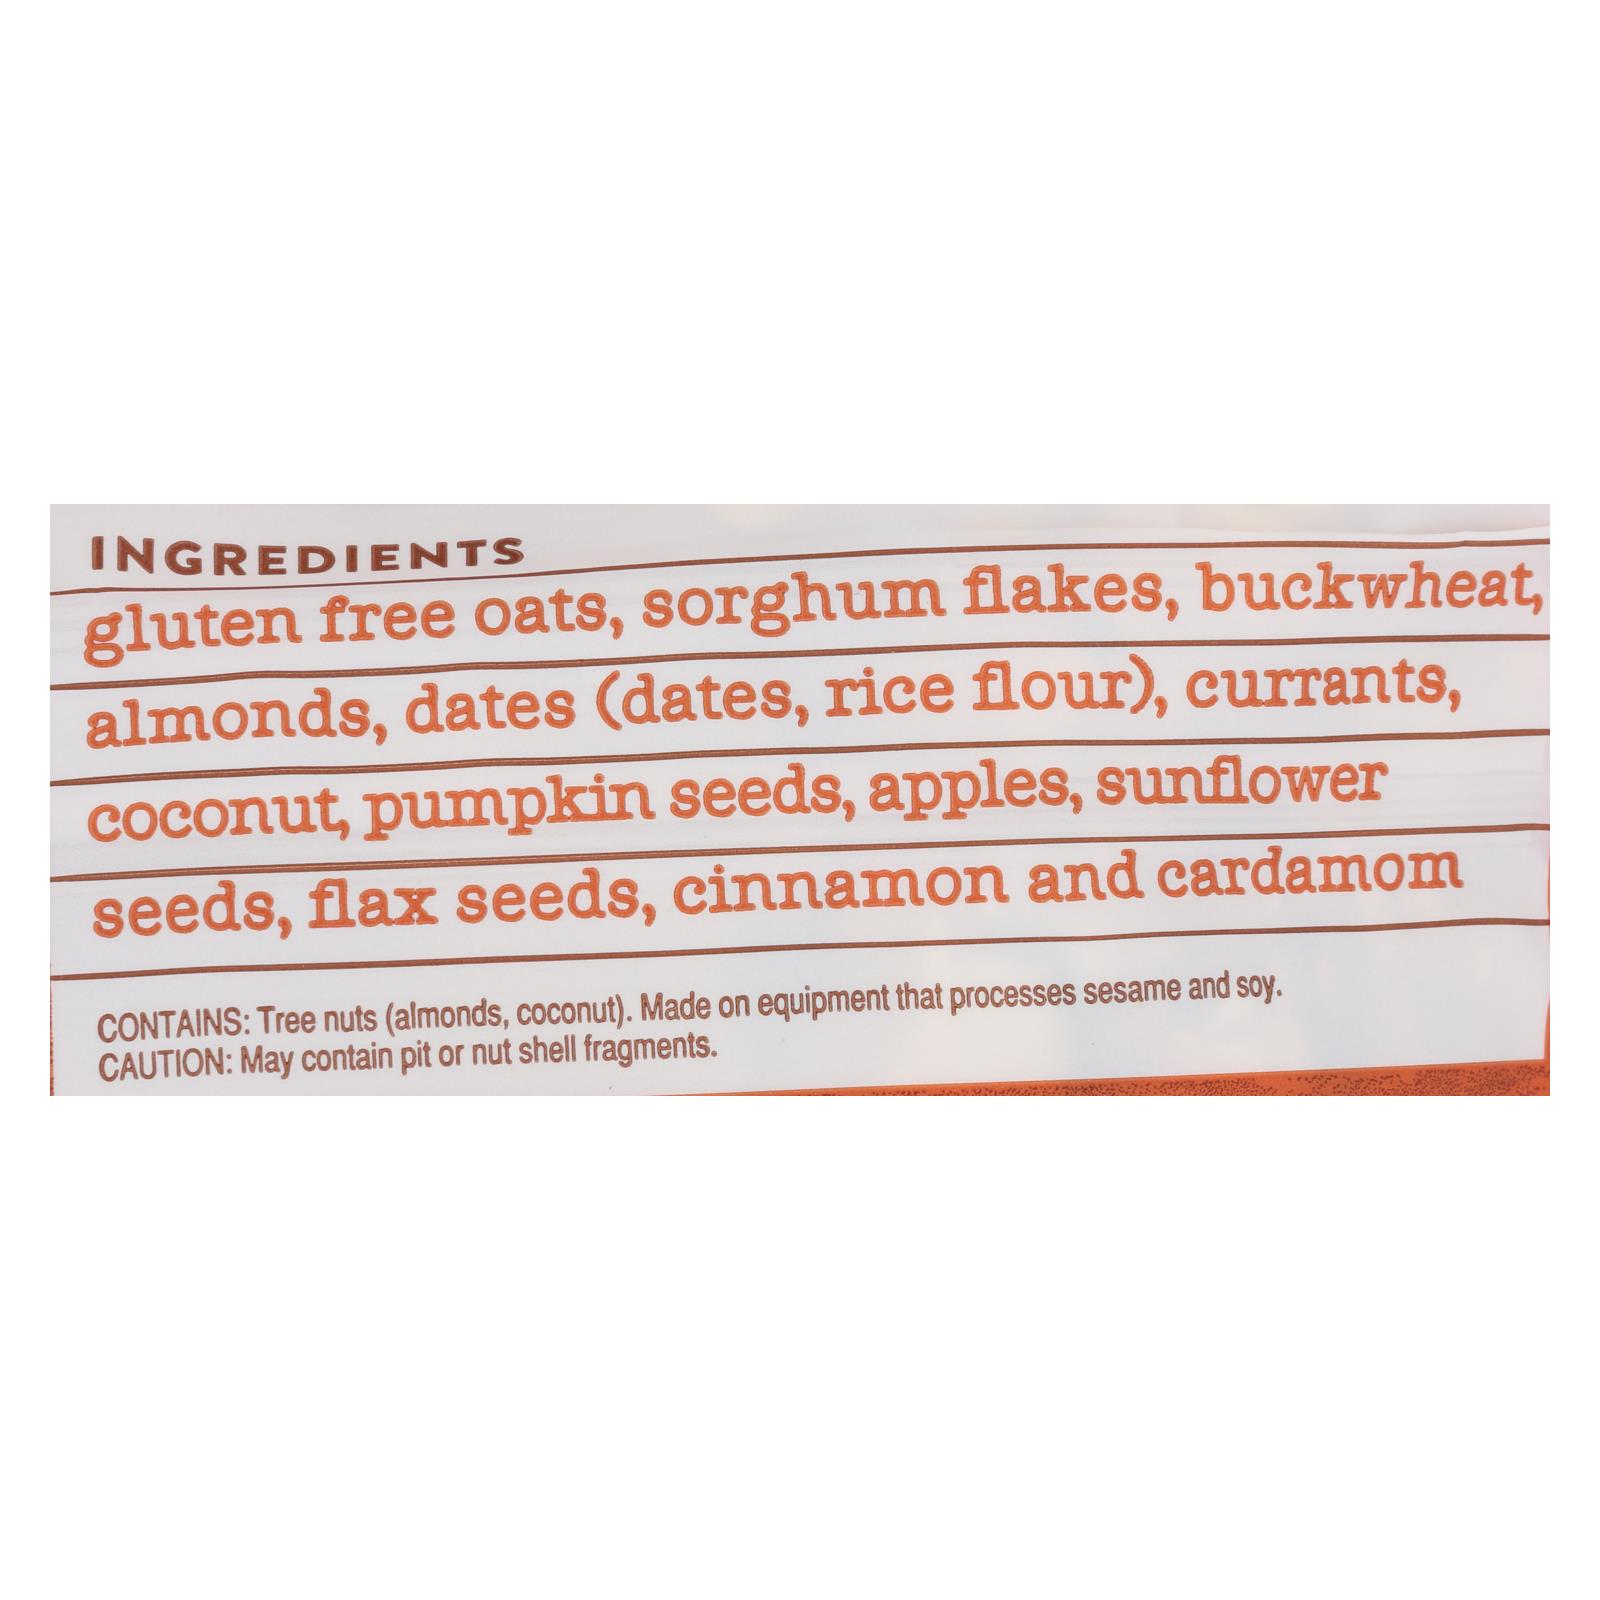 INGREDIENTS
gluten free oats, sorghum flakes, buckwheat,
almonds, dates (dates, rice flour), currants,
coconut, pumpkin seeds, apples, sunflower
seeds, flax seeds, cinnamon and cardamom
CONTAINS: Tree nuts (almonds, coconut). Made on equipment that processes sesame and soy.
CAUTION: May contain pit or nut shell fragments.